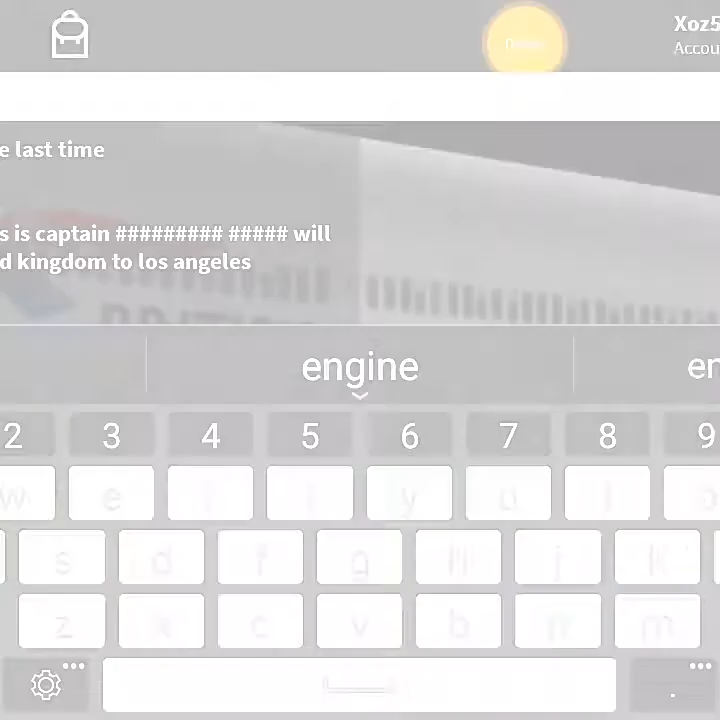 Xoz5
Accou
e last time
s is captain ######### ##### will
d kingdom to los angeles
engine
er
2 3 4 5 6 7 8 9
w e r t y u i o
s d f g h j k
z x c v b n m
.